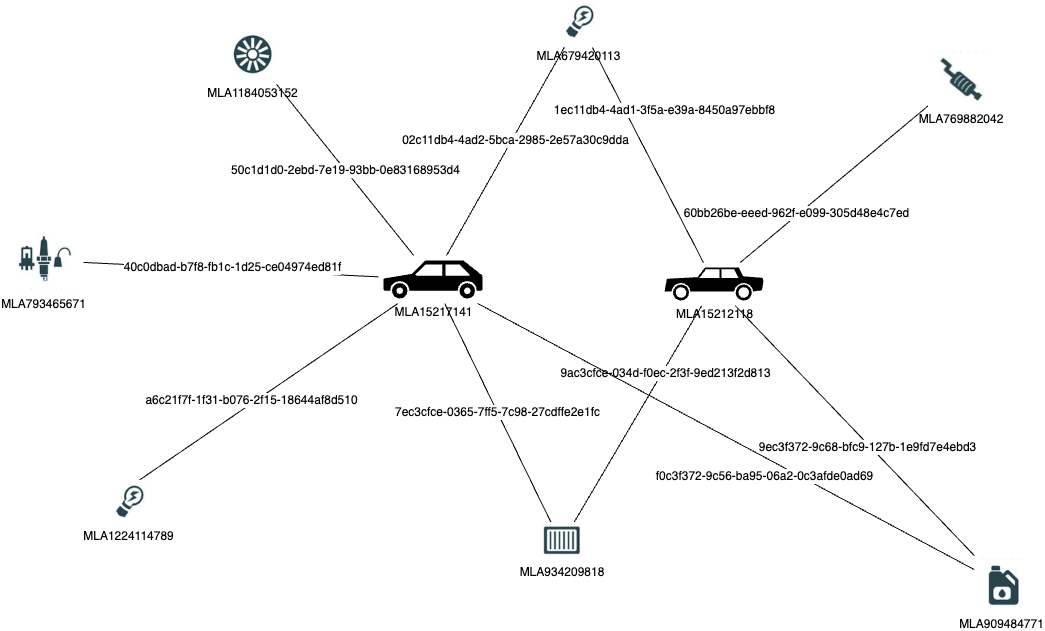 MLA679420113
MLA1184053152
1ec11db4-4ad1-3f5a-e39a-8450a97ebbf8
MLA769882042
02c11db4-4ad2-5bca-2985-2e57a30c9dda
50c1d1d0-2ebd-7e19-93bb-0e83168953d4
60bb26be-eeed-962f-e099-305d48e4c7ed
40c0dbad-b7f8-fb1c-1d25-ce04974ed81f
MLA793465671
MLA15217141
MLA15212118
9ac3cfce-034d-f0ec-2f3f-9ed213f2d813
a6c21f7f-1f31-b076-2f15-18644af8d510
7ec3cfce-0365-7ff5-7c98-27cdffe2e1fc
9ec3f372-9c68-bfc9-127b-1e9fd7e4ebd3
f0c3f372-9c56-ba95-06a2-0c3afde0ad69
MLA1224114789
MLA934209818
MLA909484771